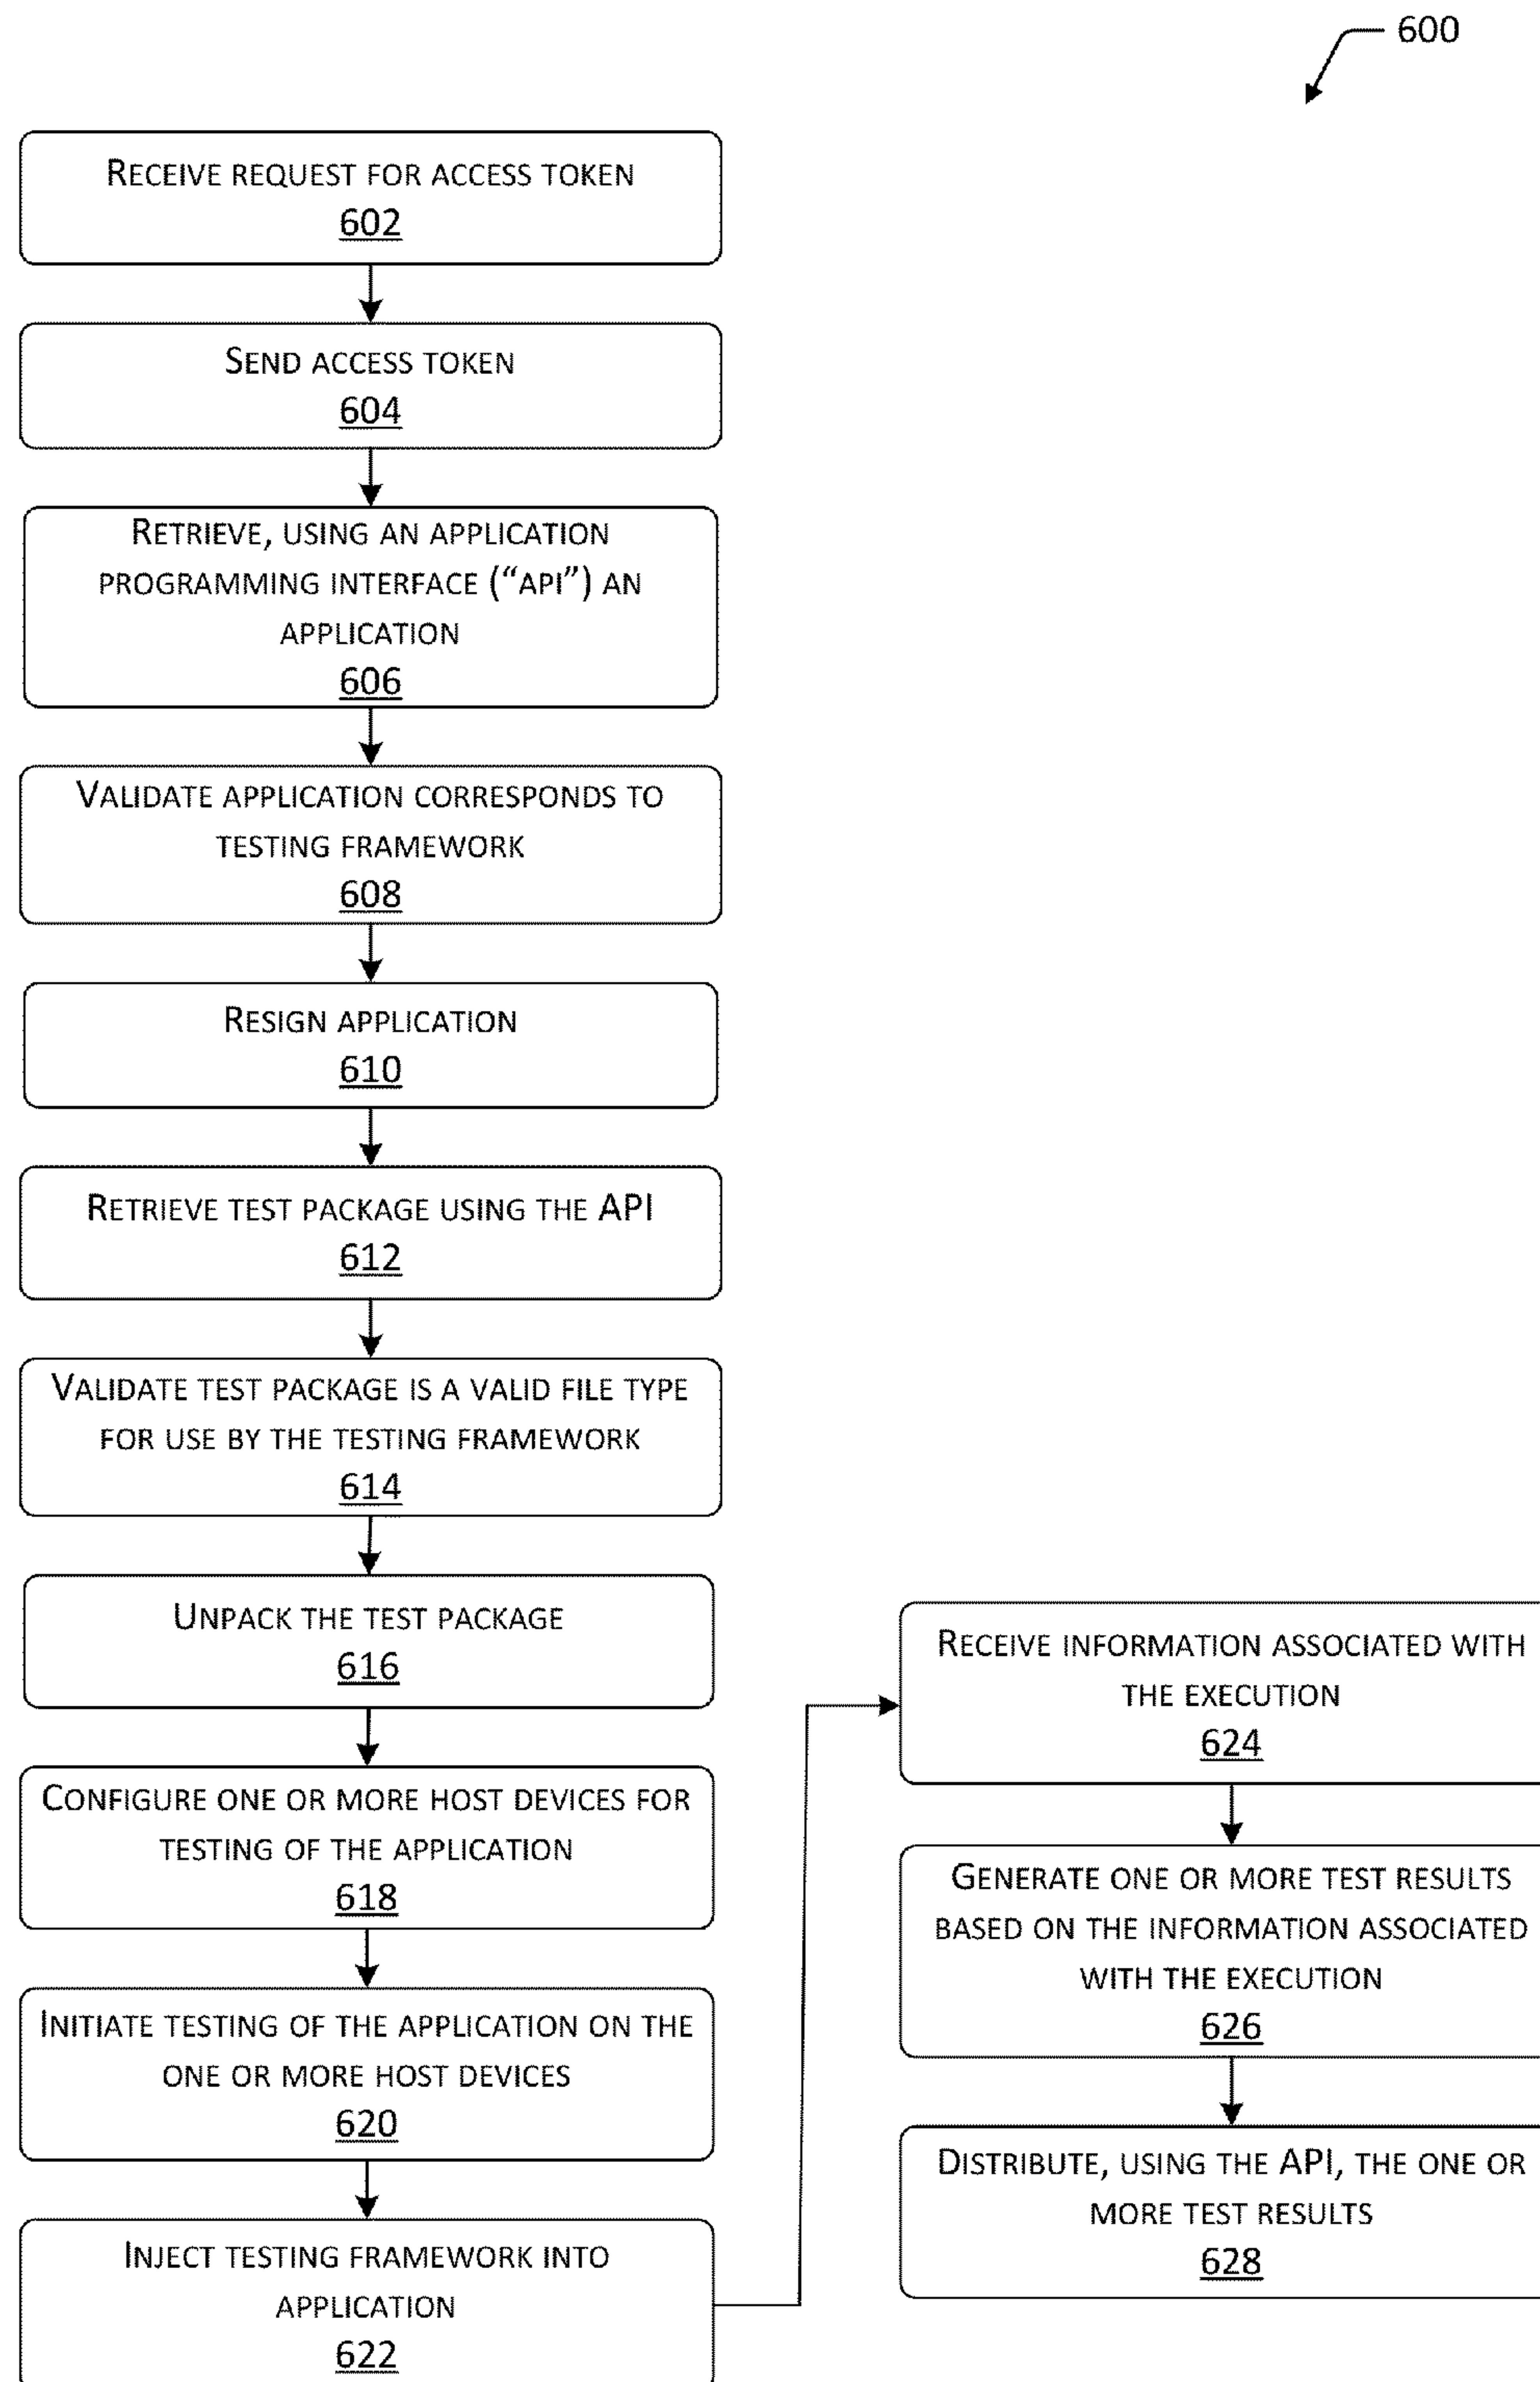 600
RECEIVE REQUEST FOR ACCESS TOKEN
602
SEND ACCESS TOKEN
604
RETRIEVE, USING AN APPLICATION
PROGRAMMING INTERFACE (“API”) AN
APPLICATION
606
VALIDATE APPLICATION CORRESPONDS TO
TESTING FRAMEWORK
608
RESIGN APPLICATION
610
RETRIEVE TEST PACKAGE USING THE API
612
VALIDATE TEST PACKAGE IS A VALID FILE TYPE
FOR USE BY THE TESTING FRAMEWORK
614
UNPACK THE TEST PACKAGE
616
CONFIGURE ONE OR MORE HOST DEVICES FOR
TESTING OF THE APPLICATION
618
INITIATE TESTING OF THE APPLICATION ON THE
ONE OR MORE HOST DEVICES
620
INJECT TESTING FRAMEWORK INTO
APPLICATION
622
RECEIVE INFORMATION ASSOCIATED WITH
THE EXECUTION
624
GENERATE ONE OR MORE TEST RESULTS
BASED ON THE INFORMATION ASSOCIATED
WITH THE EXECUTION
626
DISTRIBUTE, USING THE API, THE ONE OR
MORE TEST RESULTS
628